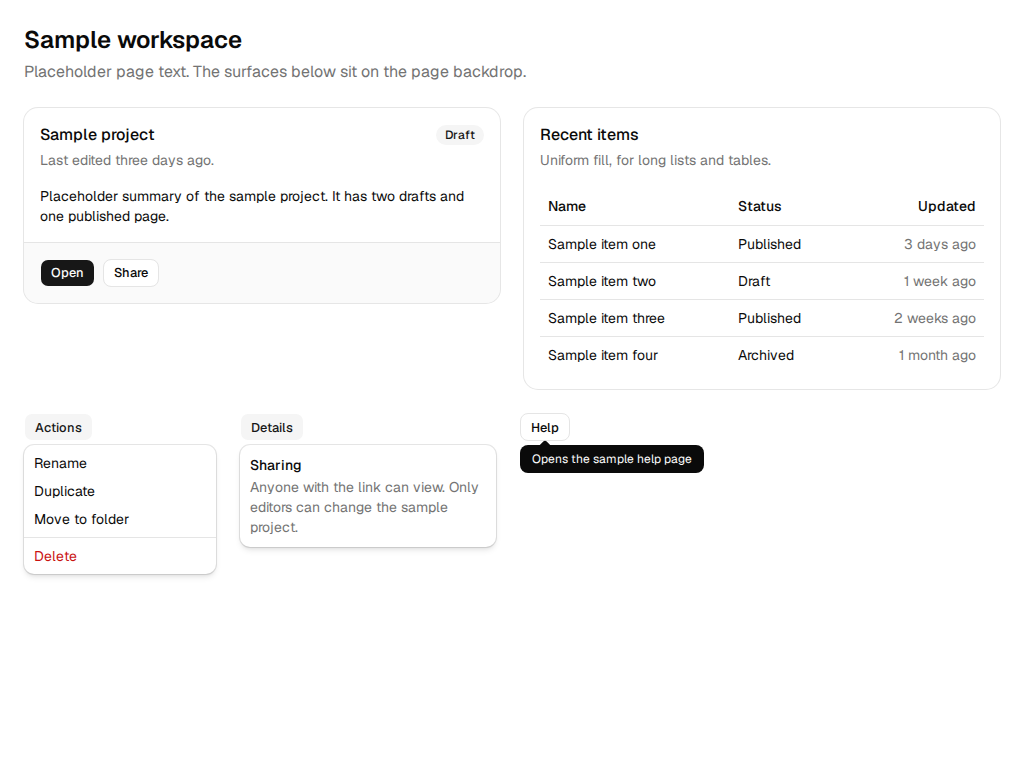 Sample workspace
Placeholder page text. The surfaces below sit on the page backdrop.
Sample project
Draft
Last edited three days ago.
Placeholder summary of the sample project. It has two drafts and
one published page.
Open
Share
Recent items
Uniform fill, for long lists and tables.
Name Status Updated
Sample item one Published 3 days ago
Sample item two Draft 1 week ago
Sample item three Published 2 weeks ago
Sample item four Archived 1 month ago
Actions
Rename
Duplicate
Move to folder
Delete
Details
Sharing
Anyone with the link can view. Only
editors can change the sample
project.
Help
Opens the sample help page